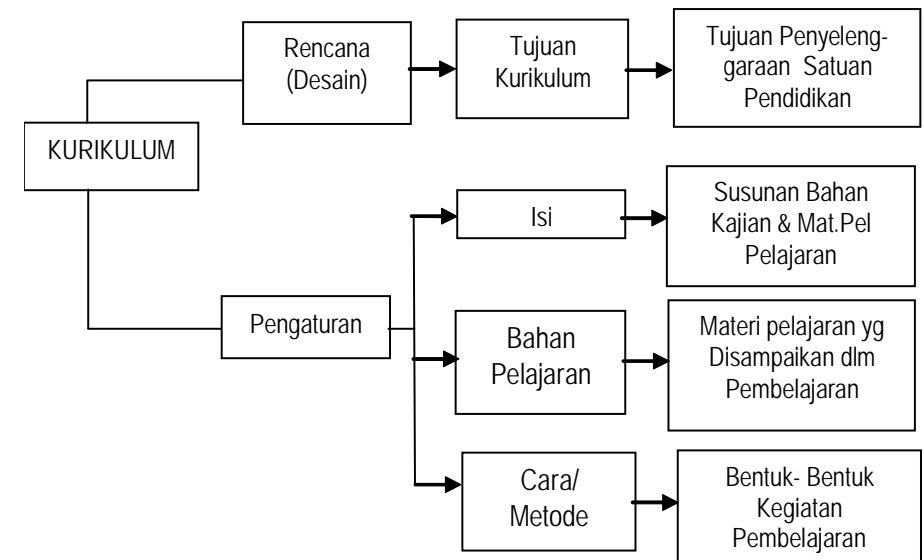 Rencana
(Desain)
Tujuan
Kurikulum
Tujuan Penyeleng-
garaan Satuan
Pendidikan
KURIKULUM
Isi
Susunan Bahan
Kajian & Mat.Pel
Pelajaran
Pengaturan
Bahan
Pelajaran
Materi pelajaran yg
Disampaikan dlm
Pembelajaran
Cara/
Metode
Bentuk- Bentuk
Kegiatan
Pembelajaran